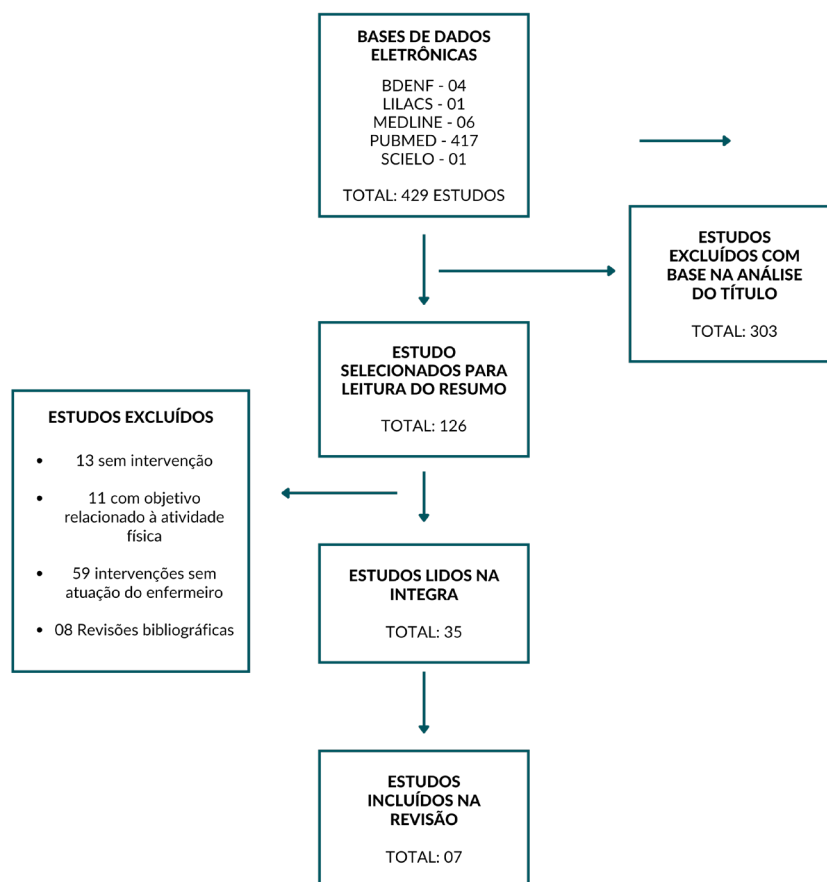 BASES DE DADOS
ELETRÔNICAS
BDENF - 04
LILACS - 01
MEDLINE - 06
PUBMED - 417
SCIELO - 01
TOTAL: 429 ESTUDOS
ESTUDOS
EXCLUÍDOS COM
BASE NA ANÁLISE
DO TÍTULO
TOTAL: 303
ESTUDO
SELECIONADOS PARA
LEITURA DO RESUMO
TOTAL: 126
ESTUDOS EXCLUÍDOS
• 13 sem intervenção
• 11 com objetivo
relacionado à atividade
física
• 59 intervenções sem
atuação do enfermeiro
• 08 Revisões bibliográficas
ESTUDOS LIDOS NA
INTEGRA
TOTAL: 35
ESTUDOS
INCLUÍDOS NA
REVISÃO
TOTAL: 07